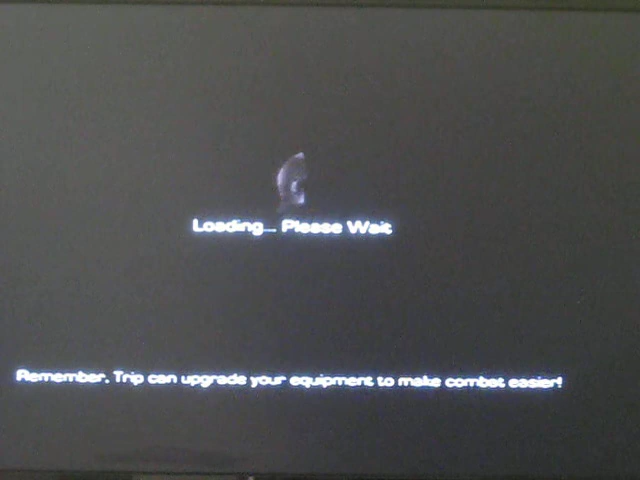 Loading... Please Wait
Remember, Trip can upgrade your equipment to make combat easier!